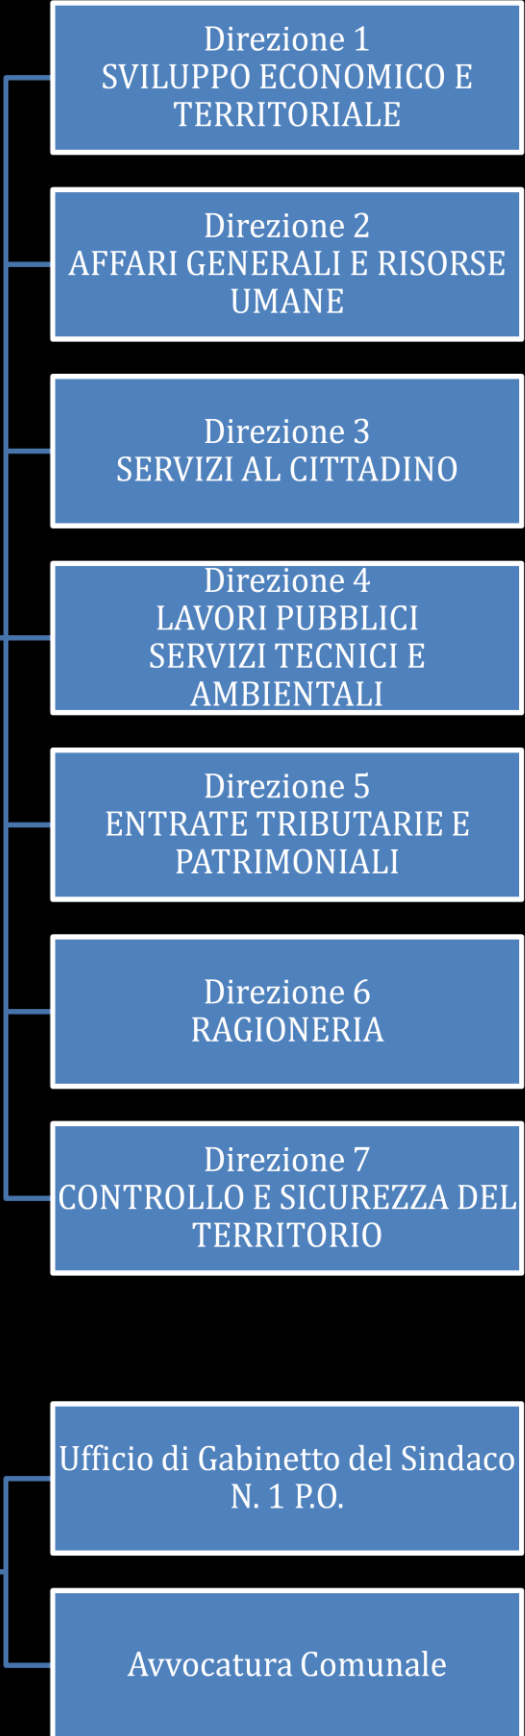 Direzione 1
SVILUPPO ECONOMICO E
TERRITORIALE
Direzione 2
AFFARI GENERALI E RISORSE
UMANE
Direzione 3
SERVIZI AL CITTADINO
Direzione 4
LAVORI PUBBLICI
SERVIZI TECNICI E
AMBIENTALI
Direzione 5
ENTRATE TRIBUTARIE E
PATRIMONIALI
Direzione 6
RAGIONERIA
Direzione 7
CONTROLLO E SICUREZZA DEL
TERRITORIO
Ufficio di Gabinetto del Sindaco
N. 1 P.O.
Avvocatura Comunale